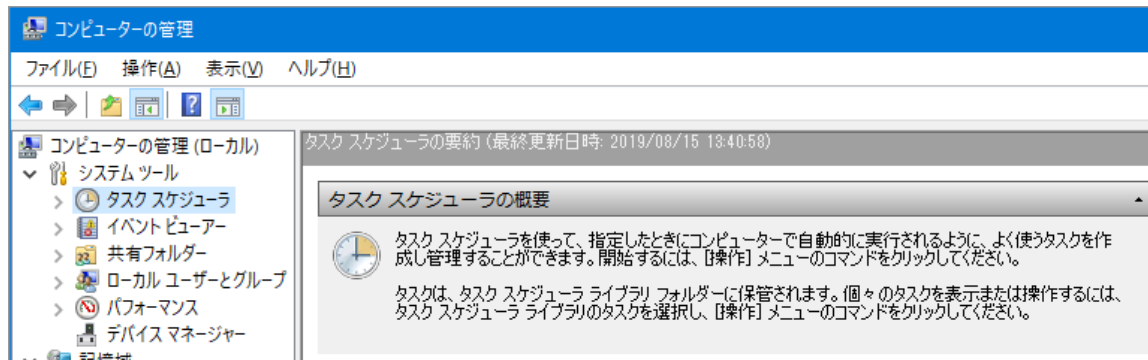 コンピューターの管理
ファイル(F) 操作(A) 表示(V) ヘルプ(H)
コンピューターの管理 (ローカル)
システム ツール
タスク スケジューラ
イベント ビューアー
共有フォルダー
ローカル ユーザーとグループ
パフォーマンス
デバイス マネージャー
記憶域
タスク スケジューラの要約 (最終更新日時: 2019/08/15 13:40:58)
タスク スケジューラの概要
タスク スケジューラを使って、指定したときにコンピューターで自動的に実行されるように、よく使うタスクを作
成し管理することができます。開始するには、[操作] メニューのコマンドをクリックしてください。
タスクは、タスク スケジューラ ライブラリ フォルダーに保管されます。個々のタスクを表示または操作するには、
タスク スケジューラ ライブラリのタスクを選択し、[操作] メニューのコマンドをクリックしてください。